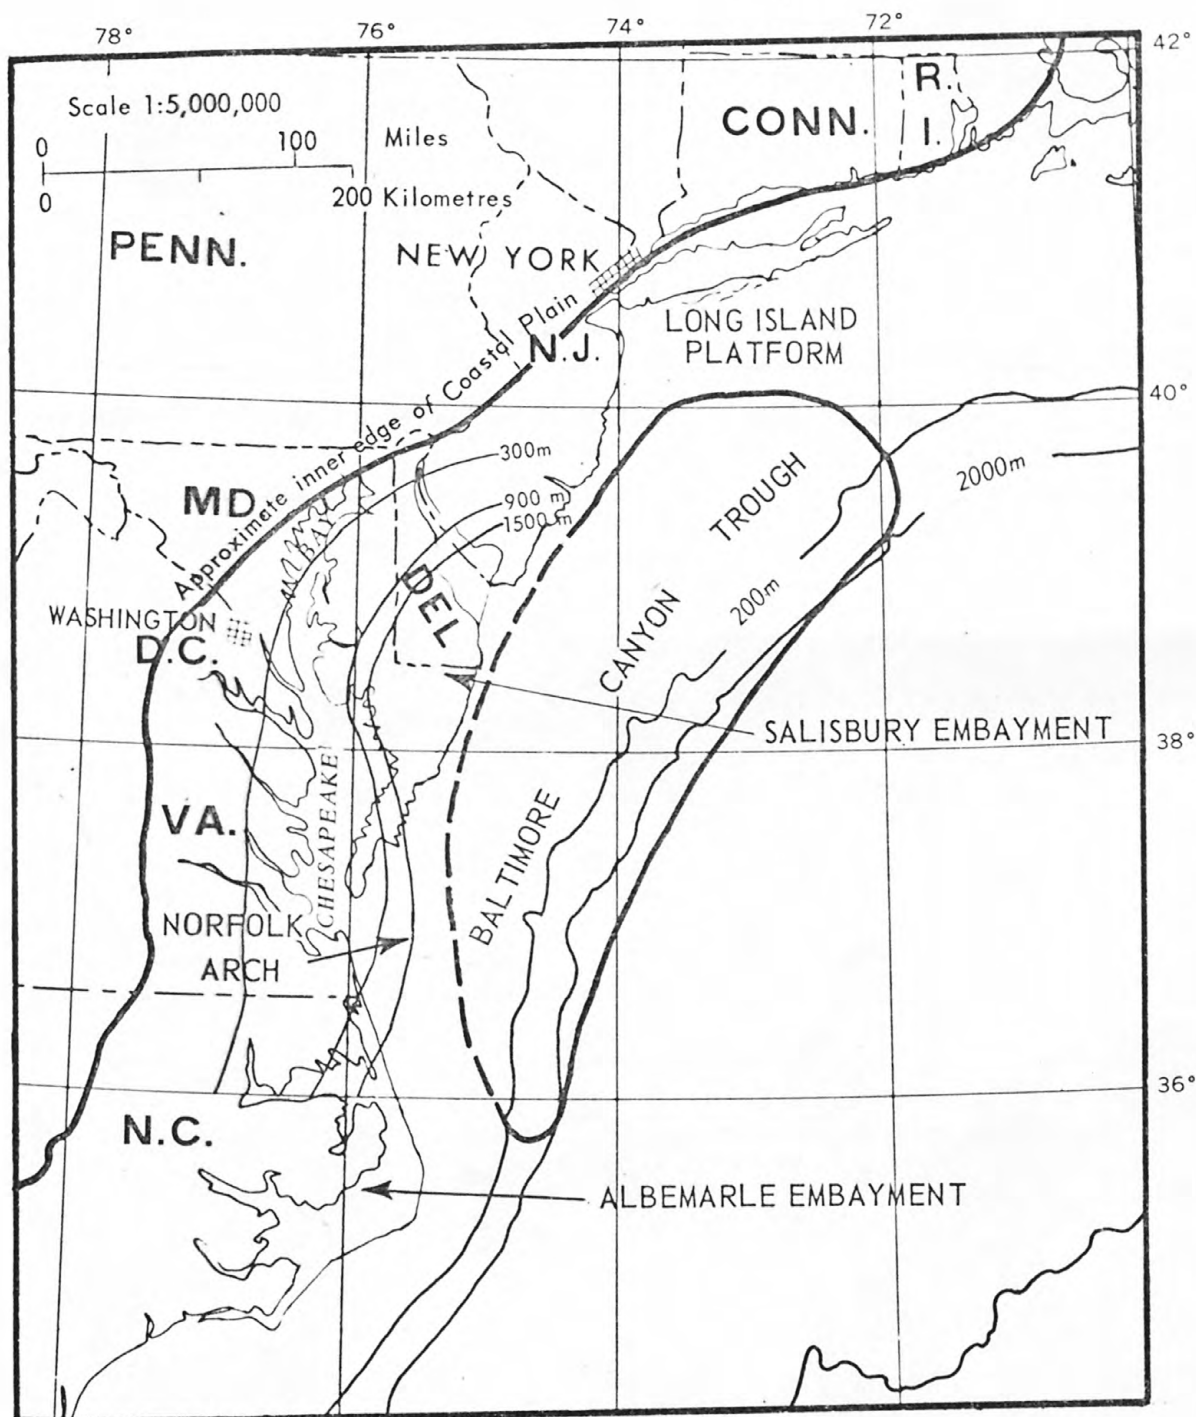 78°
76°
74°
72°
42°
Scale 1:5,000,000
0
100
Miles
0
200 Kilometres
CONN.
R.
I.
PENN.
NEW YORK
N.J.
LONG ISLAND
PLATFORM
Approximate inner edge of Coastal Plain
40°
300m
900 m
1500 m
2000m
MD.
BAY
DEL
WASHINGTON
D.C.
200m
BALTIMORE CANYON TROUGH
SALISBURY EMBAYMENT
38°
VA.
CHESAPEAKE
NORFOLK
ARCH
36°
N.C.
ALBEMARLE EMBAYMENT